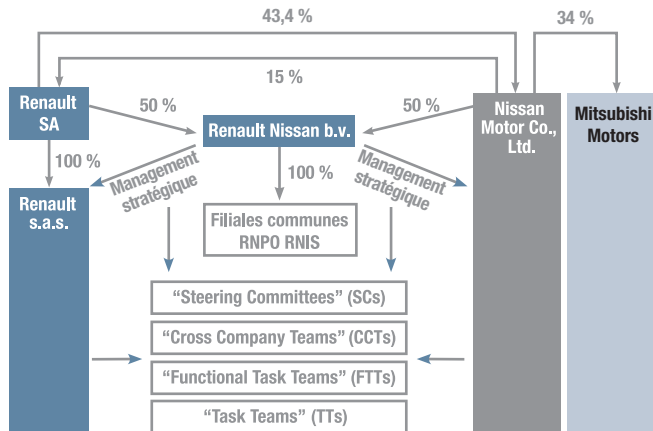 43,4 %
34 %
15 %
Renault
SA
50 %
Renault Nissan b.v.
50 %
Nissan
Motor Co.,
Ltd.
Mitsubishi
Motors
100 %
Management
stratégique
100 %
Management
stratégique
Renault
s.a.s.
Filiales communes
RNPO RNIS
“Steering Committees” (SCs)
“Cross Company Teams” (CCTs)
“Functional Task Teams” (FTTs)
“Task Teams” (TTs)